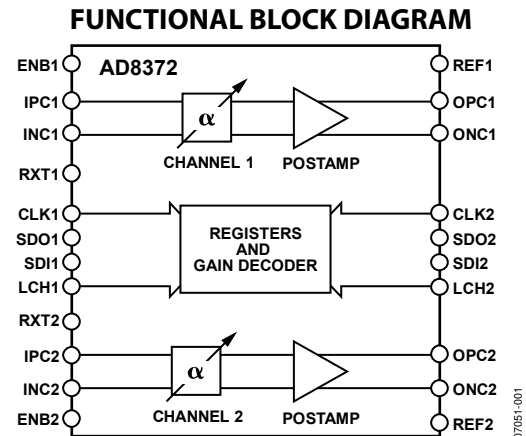 FUNCTIONAL BLOCK DIAGRAM
AD8372
ENB1
IPC1
INC1
RXT1
CLK1
SDO1
SDI1
LCH1
RXT2
IPC2
INC2
ENB2
α
CHANNEL 1
POSTAMP
REGISTERS
AND
GAIN DECODER
α
CHANNEL 2
POSTAMP
REF1
OPC1
ONC1
CLK2
SDO2
SDI2
LCH2
OPC2
ONC2
REF2
07051-001